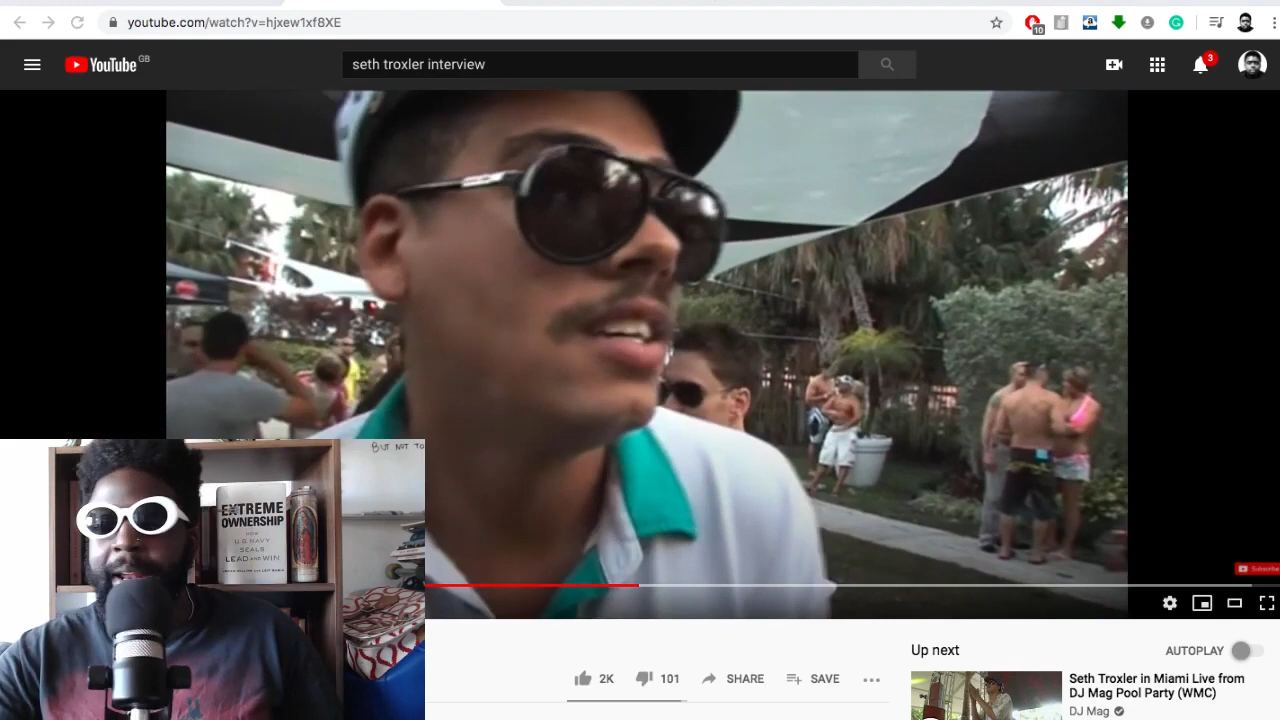 youtube.com/watch?v=hjxew1xf8XE
10
YouTube GB
seth troxler interview
3
BUT NOT TO
EXTREME
OWNERSHIP
HOW
U.S. NAVY
SEALS
LEAD AND WIN
Subscribe
2K
101
SHARE
SAVE
Up next
AUTOPLAY
Seth Troxler in Miami Live from
DJ Mag Pool Party (WMC)
DJ Mag